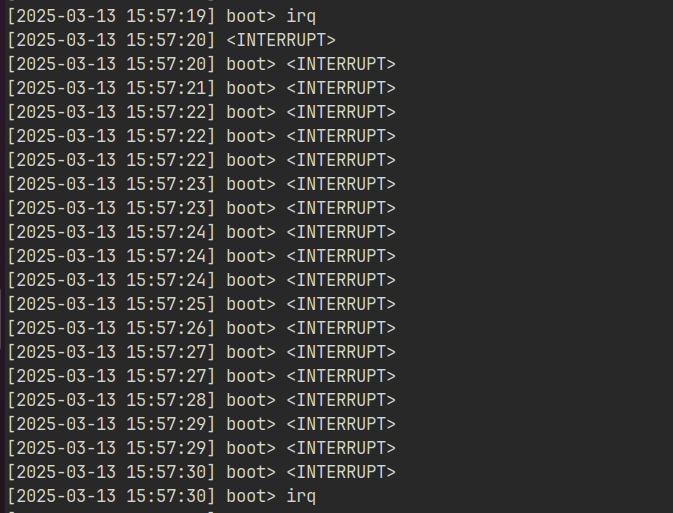 [2025-03-13 15:57:19] boot> irq
[2025-03-13 15:57:20] <INTERRUPT>
[2025-03-13 15:57:20] boot> <INTERRUPT>
[2025-03-13 15:57:21] boot> <INTERRUPT>
[2025-03-13 15:57:22] boot> <INTERRUPT>
[2025-03-13 15:57:22] boot> <INTERRUPT>
[2025-03-13 15:57:22] boot> <INTERRUPT>
[2025-03-13 15:57:23] boot> <INTERRUPT>
[2025-03-13 15:57:23] boot> <INTERRUPT>
[2025-03-13 15:57:24] boot> <INTERRUPT>
[2025-03-13 15:57:24] boot> <INTERRUPT>
[2025-03-13 15:57:24] boot> <INTERRUPT>
[2025-03-13 15:57:25] boot> <INTERRUPT>
[2025-03-13 15:57:26] boot> <INTERRUPT>
[2025-03-13 15:57:27] boot> <INTERRUPT>
[2025-03-13 15:57:27] boot> <INTERRUPT>
[2025-03-13 15:57:28] boot> <INTERRUPT>
[2025-03-13 15:57:29] boot> <INTERRUPT>
[2025-03-13 15:57:29] boot> <INTERRUPT>
[2025-03-13 15:57:30] boot> <INTERRUPT>
[2025-03-13 15:57:30] boot> irq